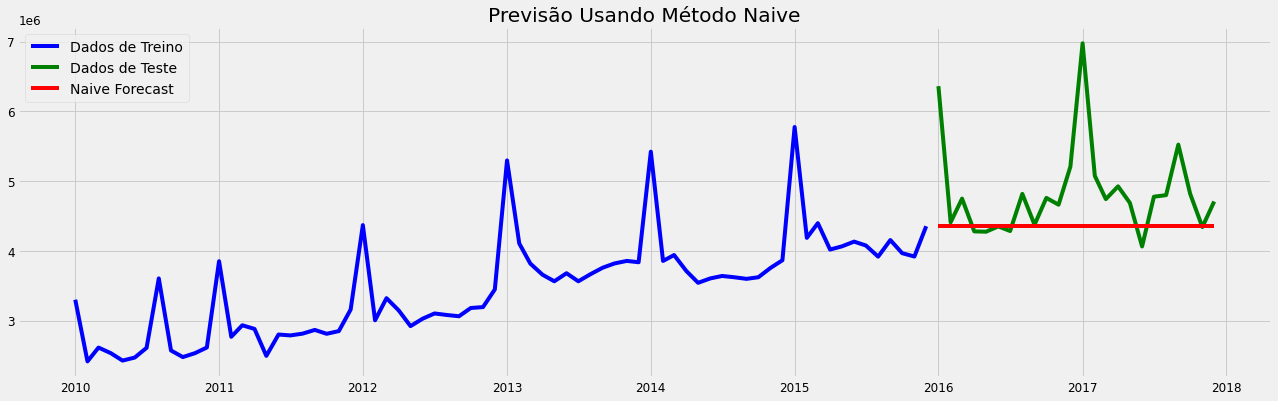 Previsão Usando Método Naive
1e6
7
6
5
4
3
Dados de Treino
Dados de Teste
Naive Forecast
2010 2011 2012 2013 2014 2015 2016 2017 2018